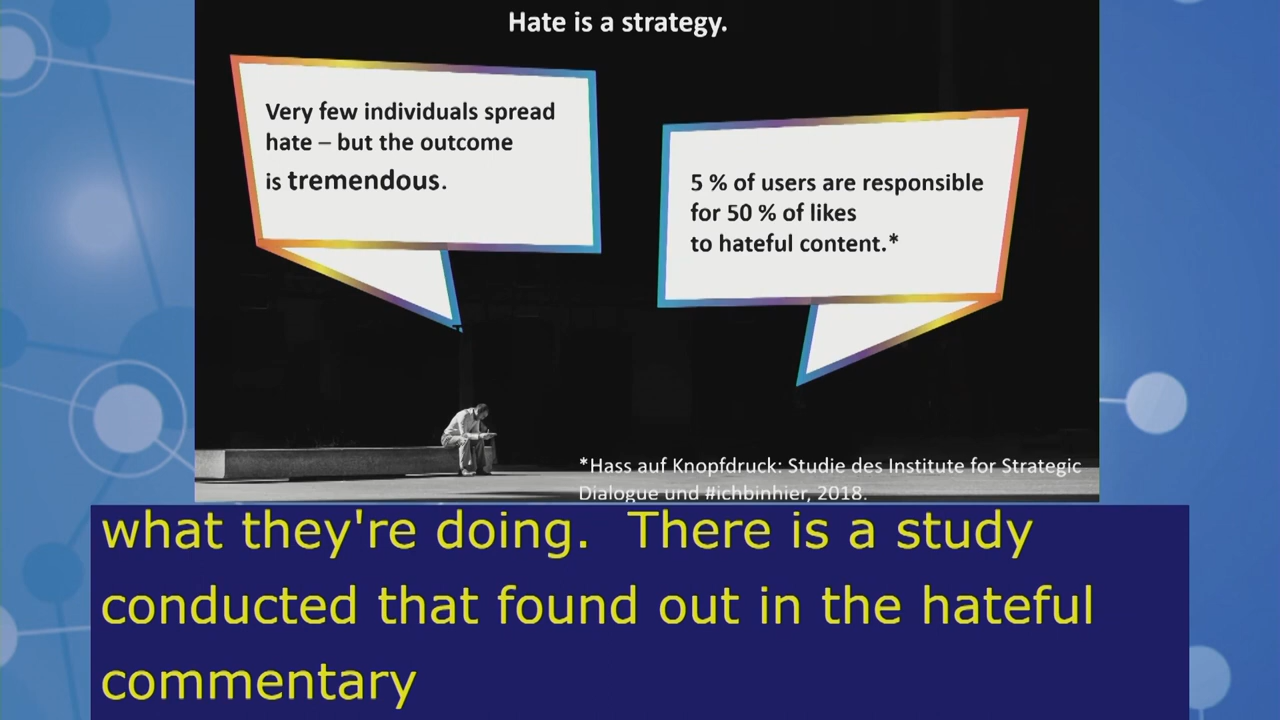 Hate is a strategy.
Very few individuals spread
hate – but the outcome
is tremendous.
5 % of users are responsible
for 50 % of likes
to hateful content.*
*Hass auf Knopfdruck: Studie des Institute for Strategic
Dialogue und #ichbinhier, 2018.
what they're doing.  There is a study
conducted that found out in the hateful
commentary